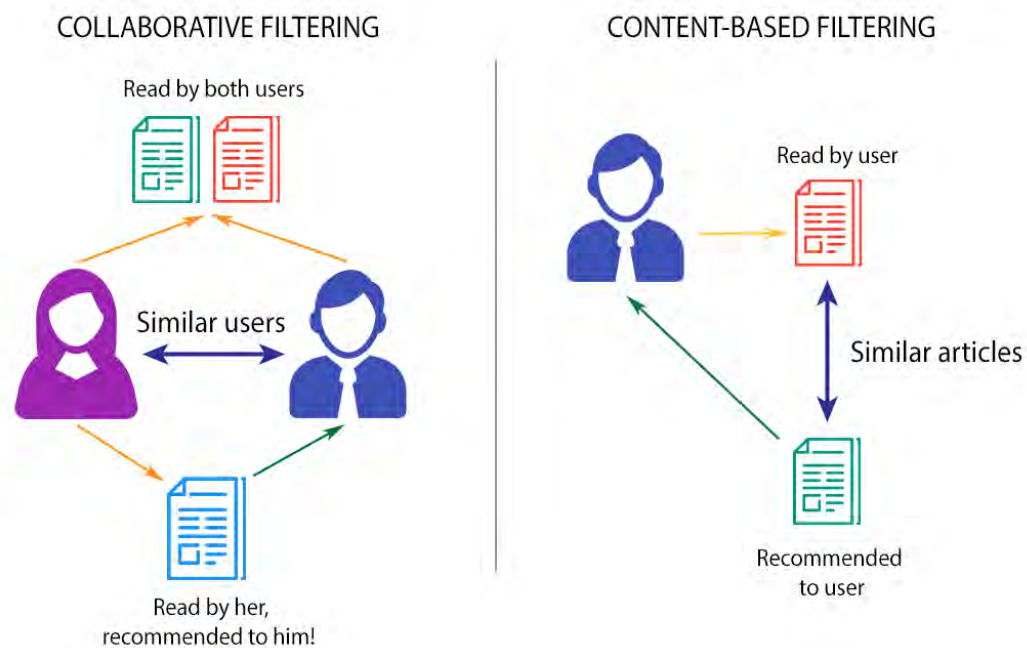 COLLABORATIVE FILTERING
Read by both users
Similar users
Read by her,
recommended to him!
CONTENT-BASED FILTERING
Read by user
Similar articles
Recommended
to user